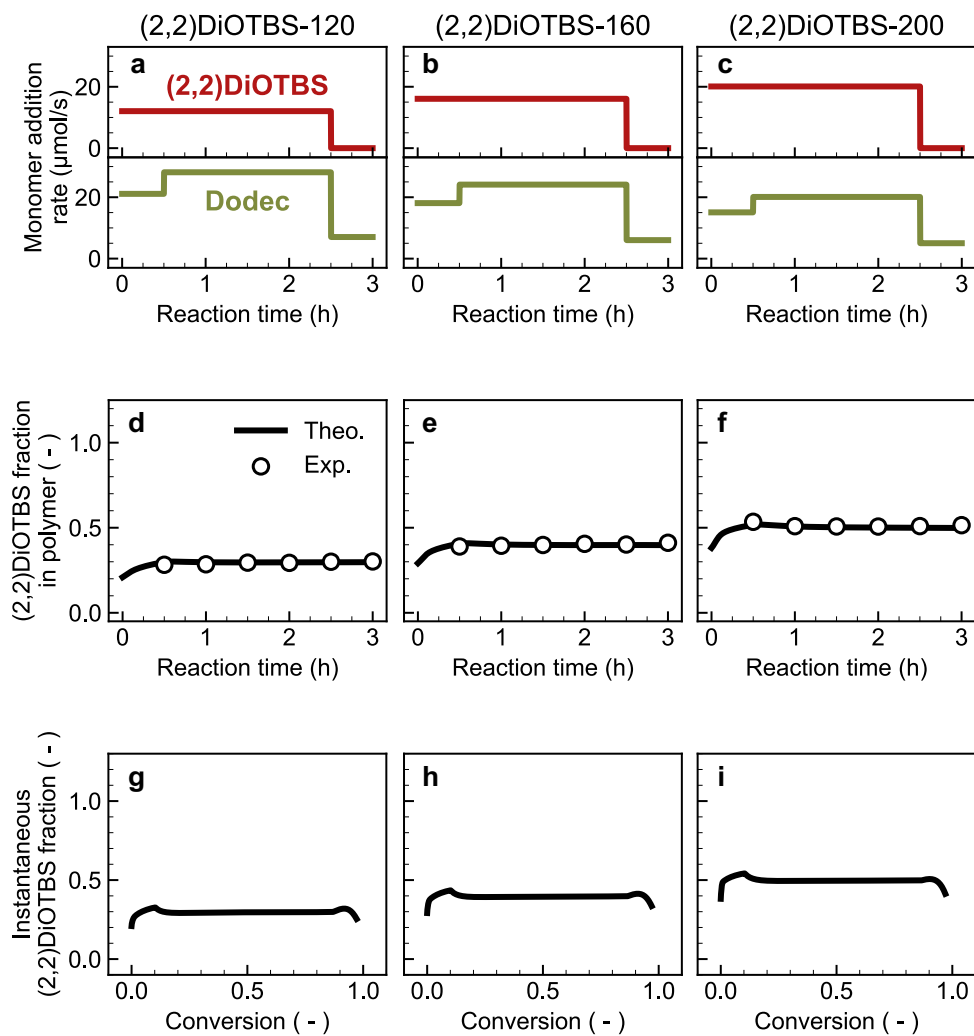 (2,2)DiOTBS-120
(2,2)DiOTBS-160
(2,2)DiOTBS-200
Monomer addition
rate (μmol/s)
a
(2,2)DiOTBS
b
c
20
0
Dodec
20
0
0 1 2 3
0 1 2 3
0 1 2 3
Reaction time (h)
Reaction time (h)
Reaction time (h)
(2,2)DiOTBS fraction
in polymer ( - )
d
Theo.
Exp.
e
f
1.0
0.5
0.0
0 1 2 3
0 1 2 3
0 1 2 3
Reaction time (h)
Reaction time (h)
Reaction time (h)
Instantaneous
(2,2)DiOTBS fraction ( - )
g
h
i
1.0
0.5
0.0
0.0 0.5 1.0
0.0 0.5 1.0
0.0 0.5 1.0
Conversion ( - )
Conversion ( - )
Conversion ( - )